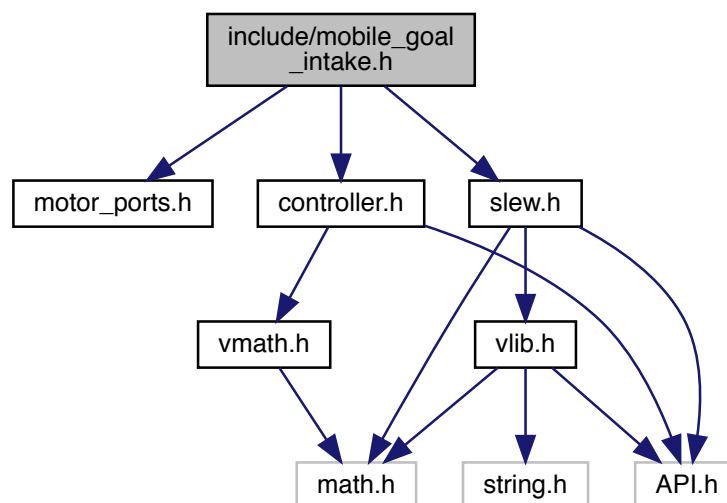 include/mobile_goal
_intake.h
motor_ports.h
controller.h
slew.h
vmath.h
vlib.h
math.h
string.h
API.h